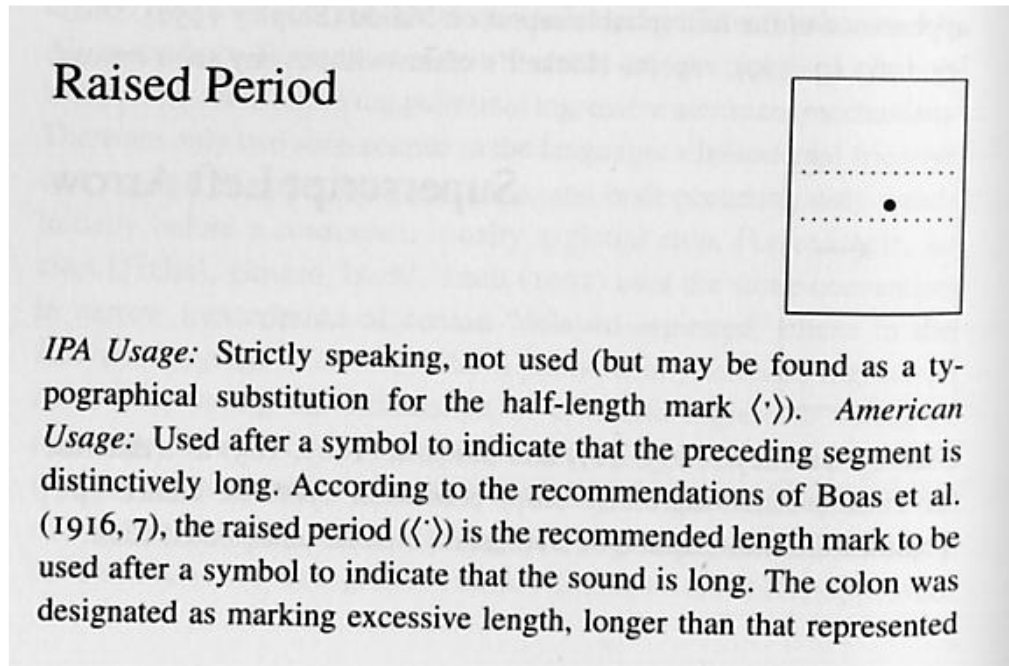 Raised Period
IPA Usage: Strictly speaking, not used (but may be found as a ty-
pographical substitution for the half-length mark ⟨ˑ⟩). American
Usage: Used after a symbol to indicate that the preceding segment is
distinctively long. According to the recommendations of Boas et al.
(1916, 7), the raised period (⟨˙⟩) is the recommended length mark to be
used after a symbol to indicate that the sound is long. The colon was
designated as marking excessive length, longer than that represented